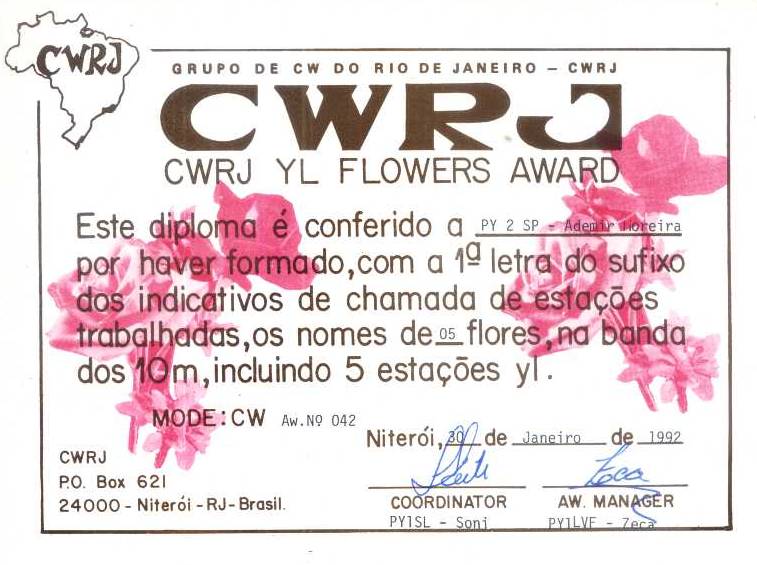 CWRJ
GRUPO DE CW DO RIO DE JANEIRO - CWRJ
CWRJ
CWRJ YL FLOWERS AWARD
Este diploma é conferido a PY 2 SP - Ademir Moreira
por haver formado, com a 1ª letra do sufixo
dos indicativos de chamada de estações
trabalhadas, os nomes de 05 flores, na banda
dos 10m, incluindo 5 estações yl.
MODE: CW Aw. Nº 042
Niterói, 30 de Janeiro de 1992
CWRJ
P.O. Box 621
24000 - Niterói - RJ - Brasil.
Zeca
COORDINATOR AW. MANAGER
PY1SL - Soni PY1LVF - Zeca